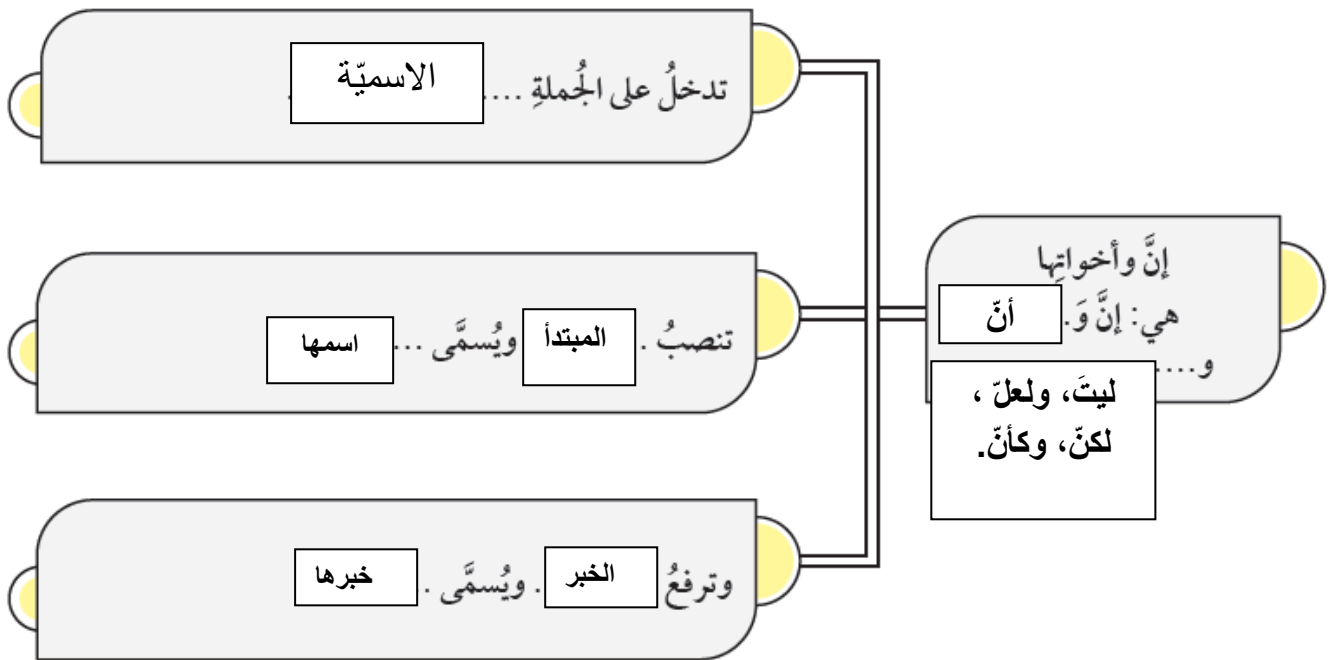 إنَّ وأخواتِها
هي: إنَّ وَ. أنّ
و....
ليتَ، ولعلّ ،
لكنّ، وكأنّ.
تدخلُ على الجُملةِ .... الاسميّة .
تنصبُ . المبتدأ ويُسمَّى ... اسمها
وترفعُ الخبر . ويُسمَّى . خبرها